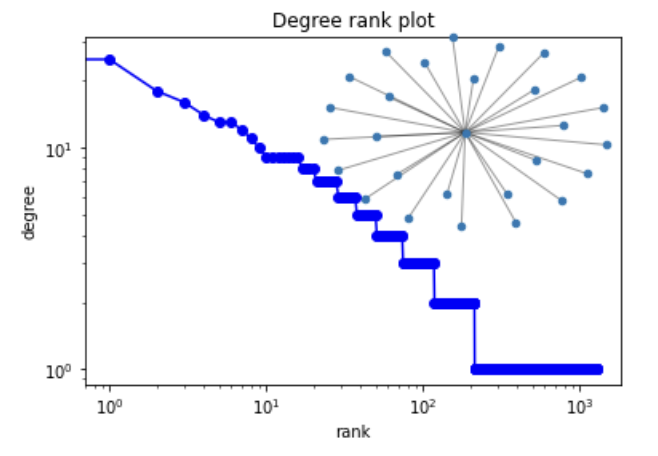 Degree rank plot
10¹
10⁰
degree
10⁰ 10¹ 10² 10³
rank